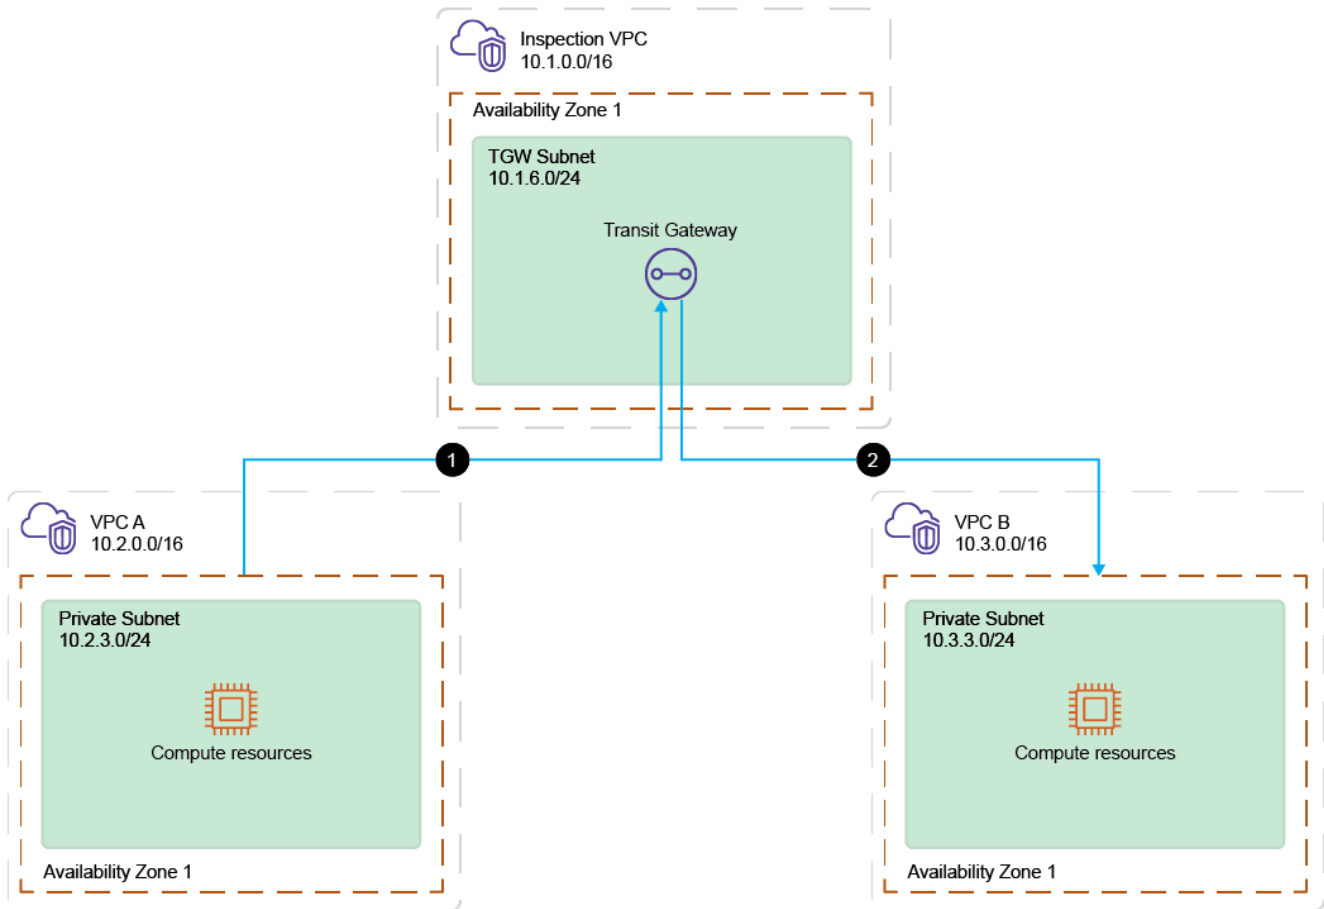 Inspection VPC
10.1.0.0/16
Availability Zone 1
TGW Subnet
10.1.6.0/24
Transit Gateway
1
2
VPC A
10.2.0.0/16
Private Subnet
10.2.3.0/24
Compute resources
Availability Zone 1
VPC B
10.3.0.0/16
Private Subnet
10.3.3.0/24
Compute resources
Availability Zone 1